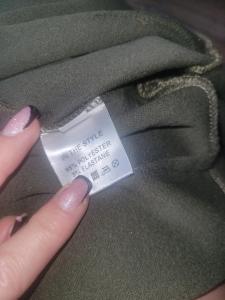 IN THE STYLE
95% POLYESTER
5% ELASTANE